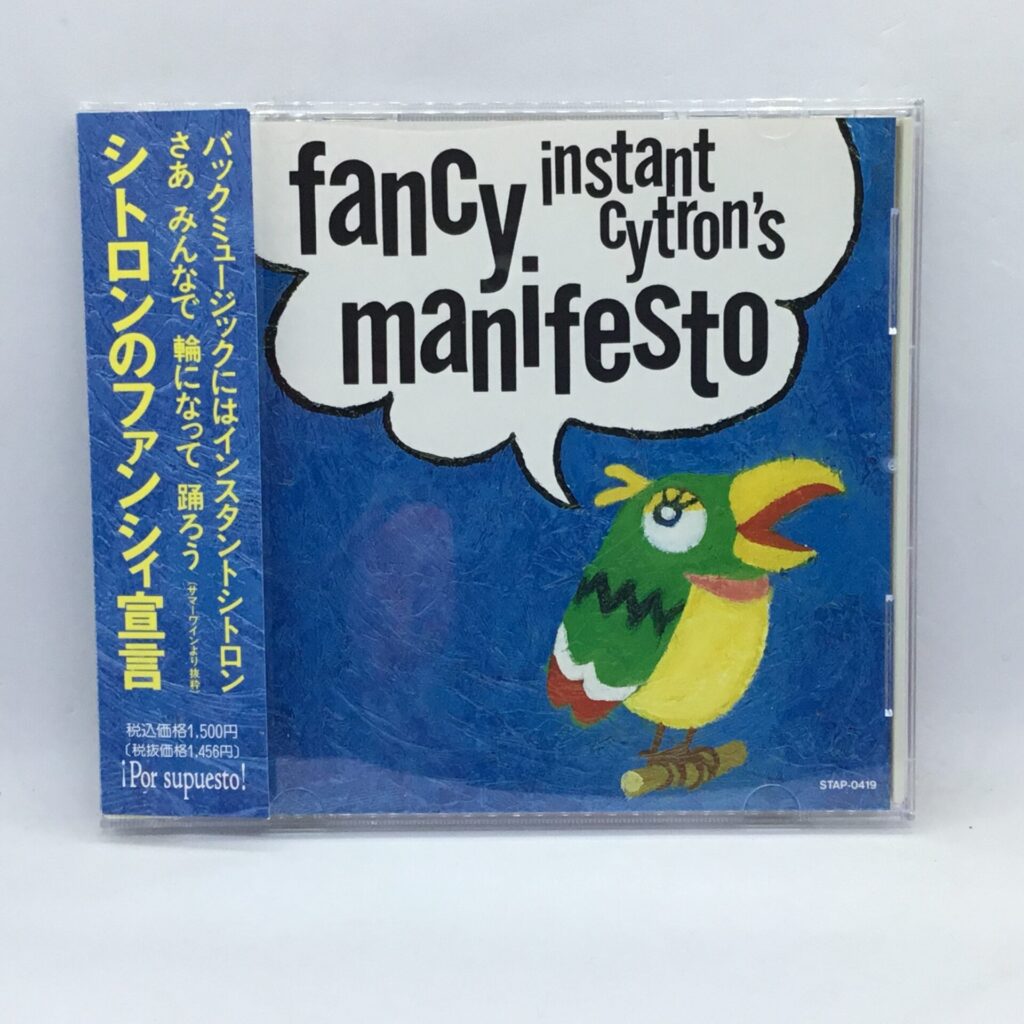 バックミュージックにはインスタントシトロン
さあ みんなで 輪になって 踊ろう (サマーワインより抜粋)
シトロンのファンシィ宣言
税込価格1,500円
〔税抜価格1,456円〕
¡Por supuesto!
fancy instant
cytron's
manifesto
STAP-0419